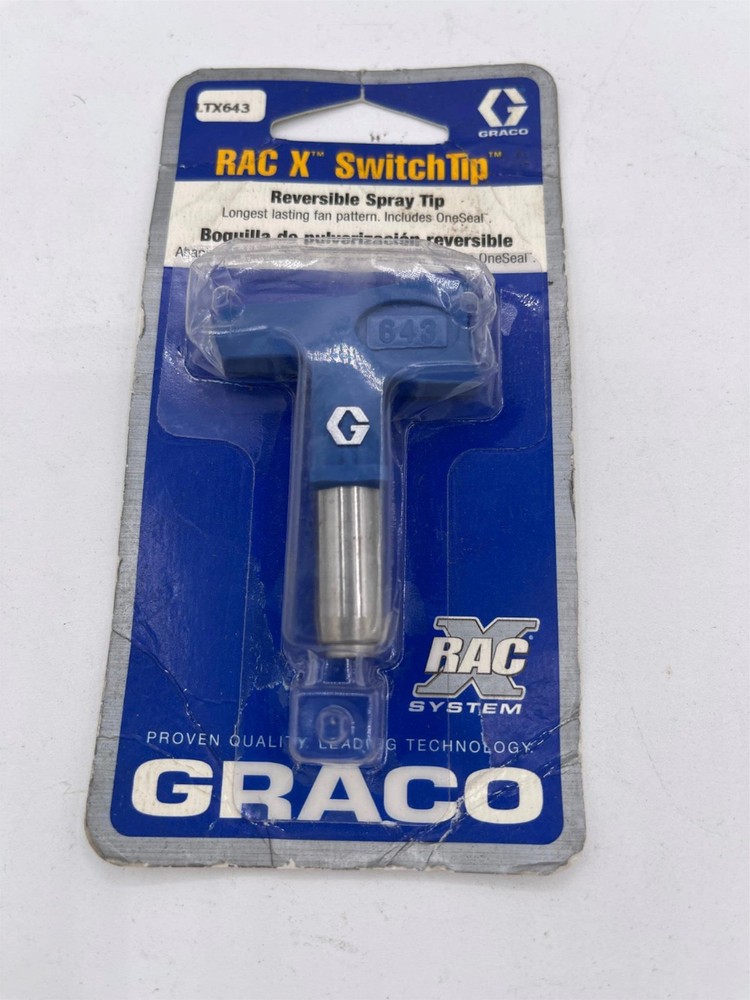 LTX643
GRACO
RAC X™ SwitchTip™
Reversible Spray Tip
Longest lasting fan pattern. Includes OneSeal™.
Boquilla de pulverización reversible
OneSeal™.
643
G
RAC X®
SYSTEM
PROVEN QUALITY. LEADING TECHNOLOGY.
GRACO